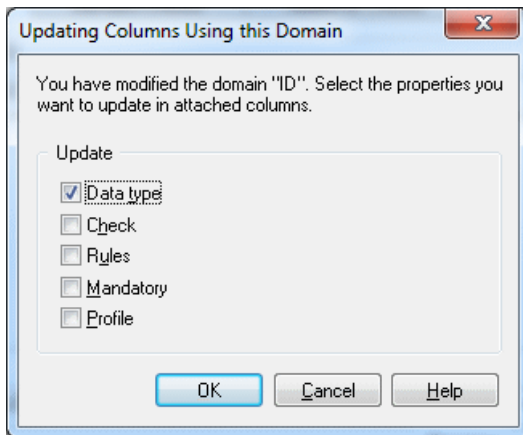 Updating Columns Using this Domain
You have modified the domain "ID". Select the properties you
want to update in attached columns.
Update
Data type
Check
Rules
Mandatory
Profile
OK Cancel Help